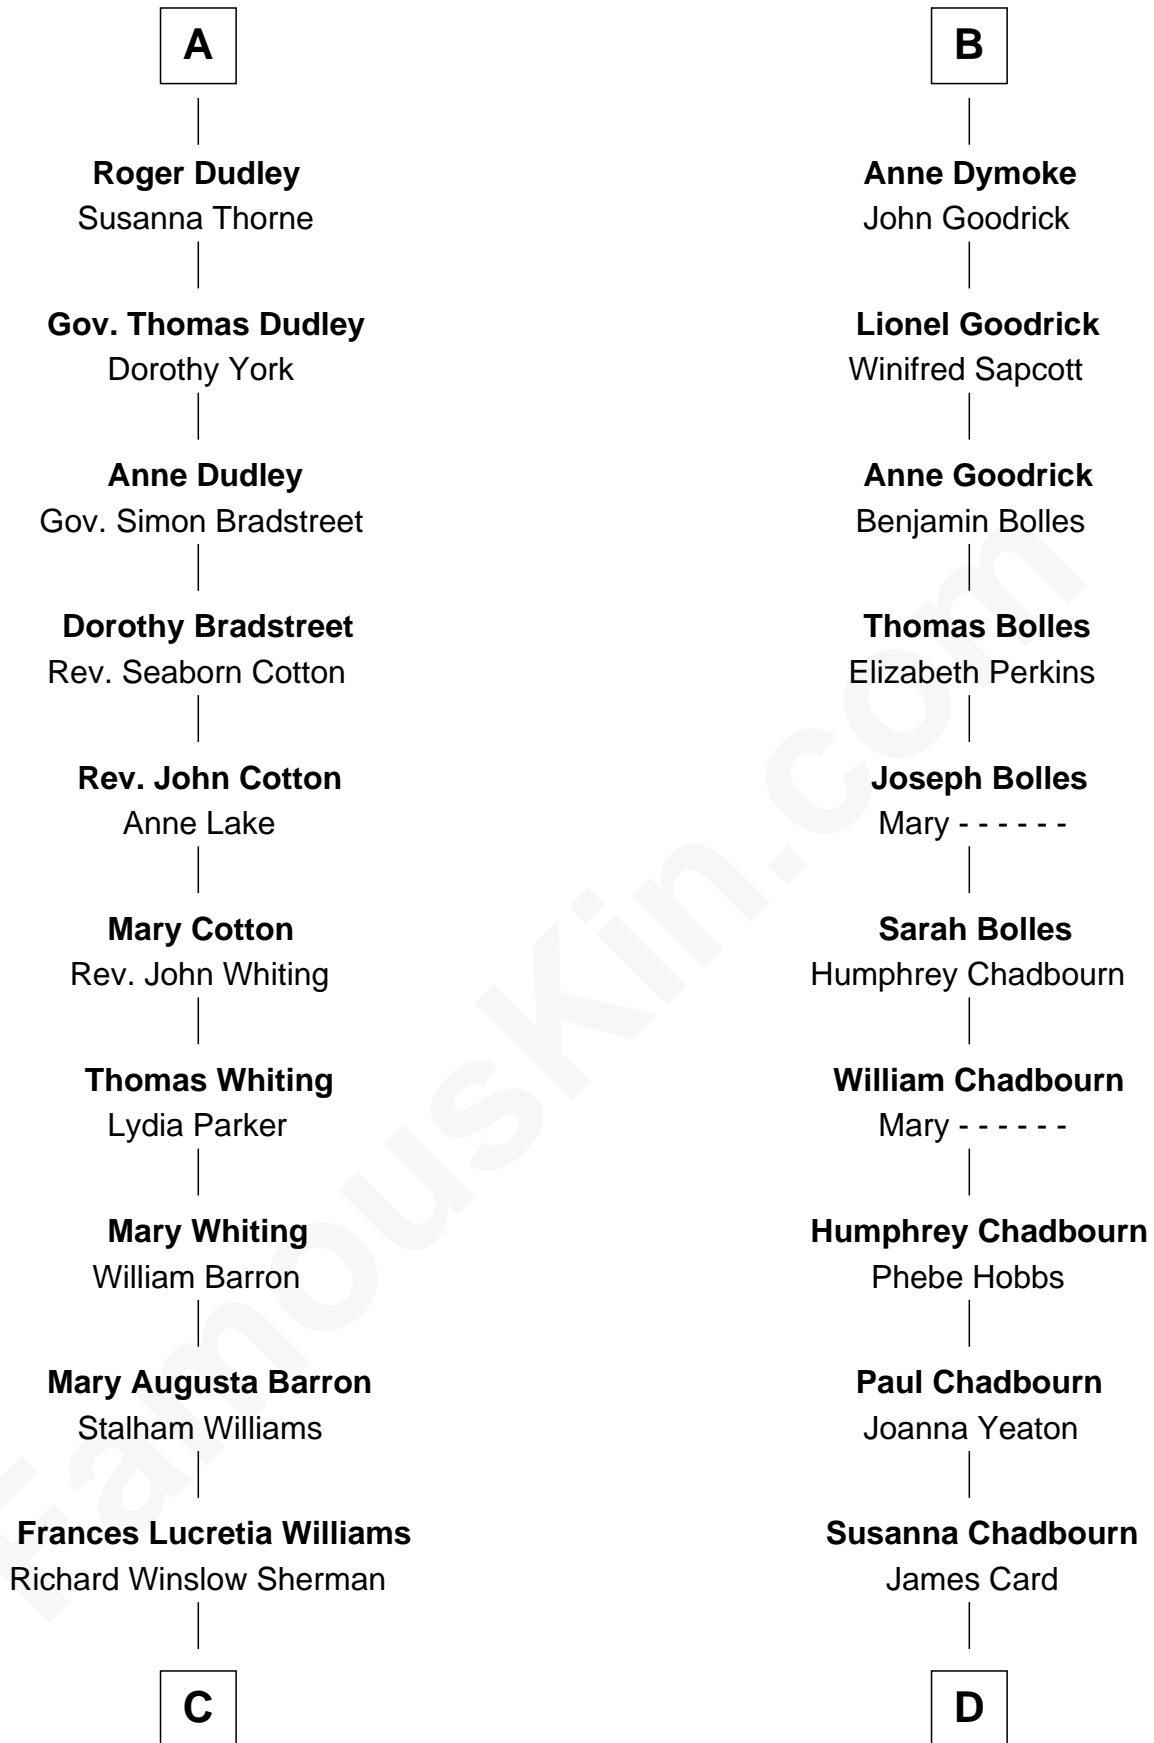 A
Roger Dudley
Susanna Thorne
Gov. Thomas Dudley
Dorothy York
Anne Dudley
Gov. Simon Bradstreet
Dorothy Bradstreet
Rev. Seaborn Cotton
Rev. John Cotton
Anne Lake
Mary Cotton
Rev. John Whiting
Thomas Whiting
Lydia Parker
Mary Whiting
William Barron
Mary Augusta Barron
Stalham Williams
Frances Lucretia Williams
Richard Winslow Sherman
C
B
Anne Dymoke
John Goodrick
Lionel Goodrick
Winifred Sapcott
Anne Goodrick
Benjamin Bolles
Thomas Bolles
Elizabeth Perkins
Joseph Bolles
Mary - - - - - -
Sarah Bolles
Humphrey Chadbourn
William Chadbourn
Mary - - - - - -
Humphrey Chadbourn
Phebe Hobbs
Paul Chadbourn
Joanna Yeaton
Susanna Chadbourn
James Card
D
FamousKin.com